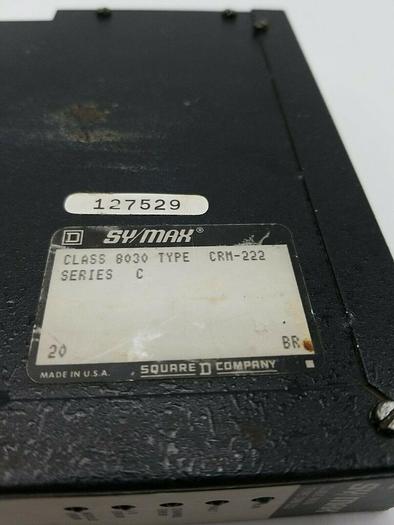 127529
D SY/MAX®
CLASS 8030 TYPE CRM-222
SERIES C
20 BR
MADE IN U.S.A. SQUARE D COMPANY